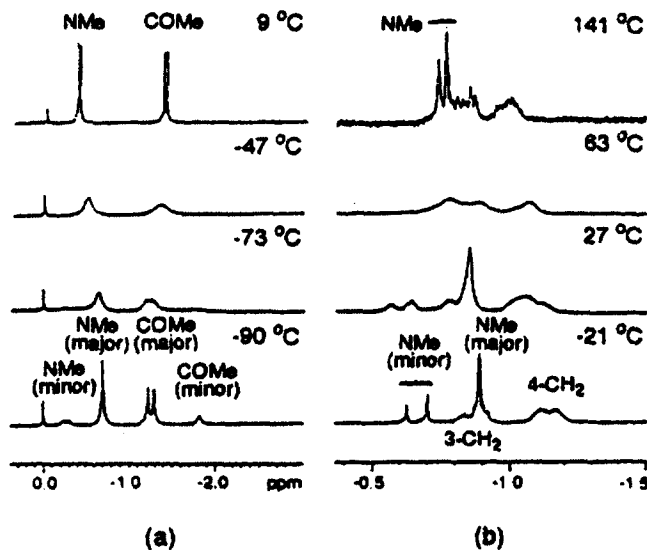 NMe COMe 9 °C
-47 °C
-73 °C
NMe (major) COMe (major) -90 °C
NMe (minor) COMe (minor)
0.0 -1.0 -2.0 ppm
(a)
NMe 141 °C
63 °C
27 °C
NMe (minor) NMe (major) -21 °C
3-CH₂ 4-CH₂
-0.5 -1.0 -1.5
(b)